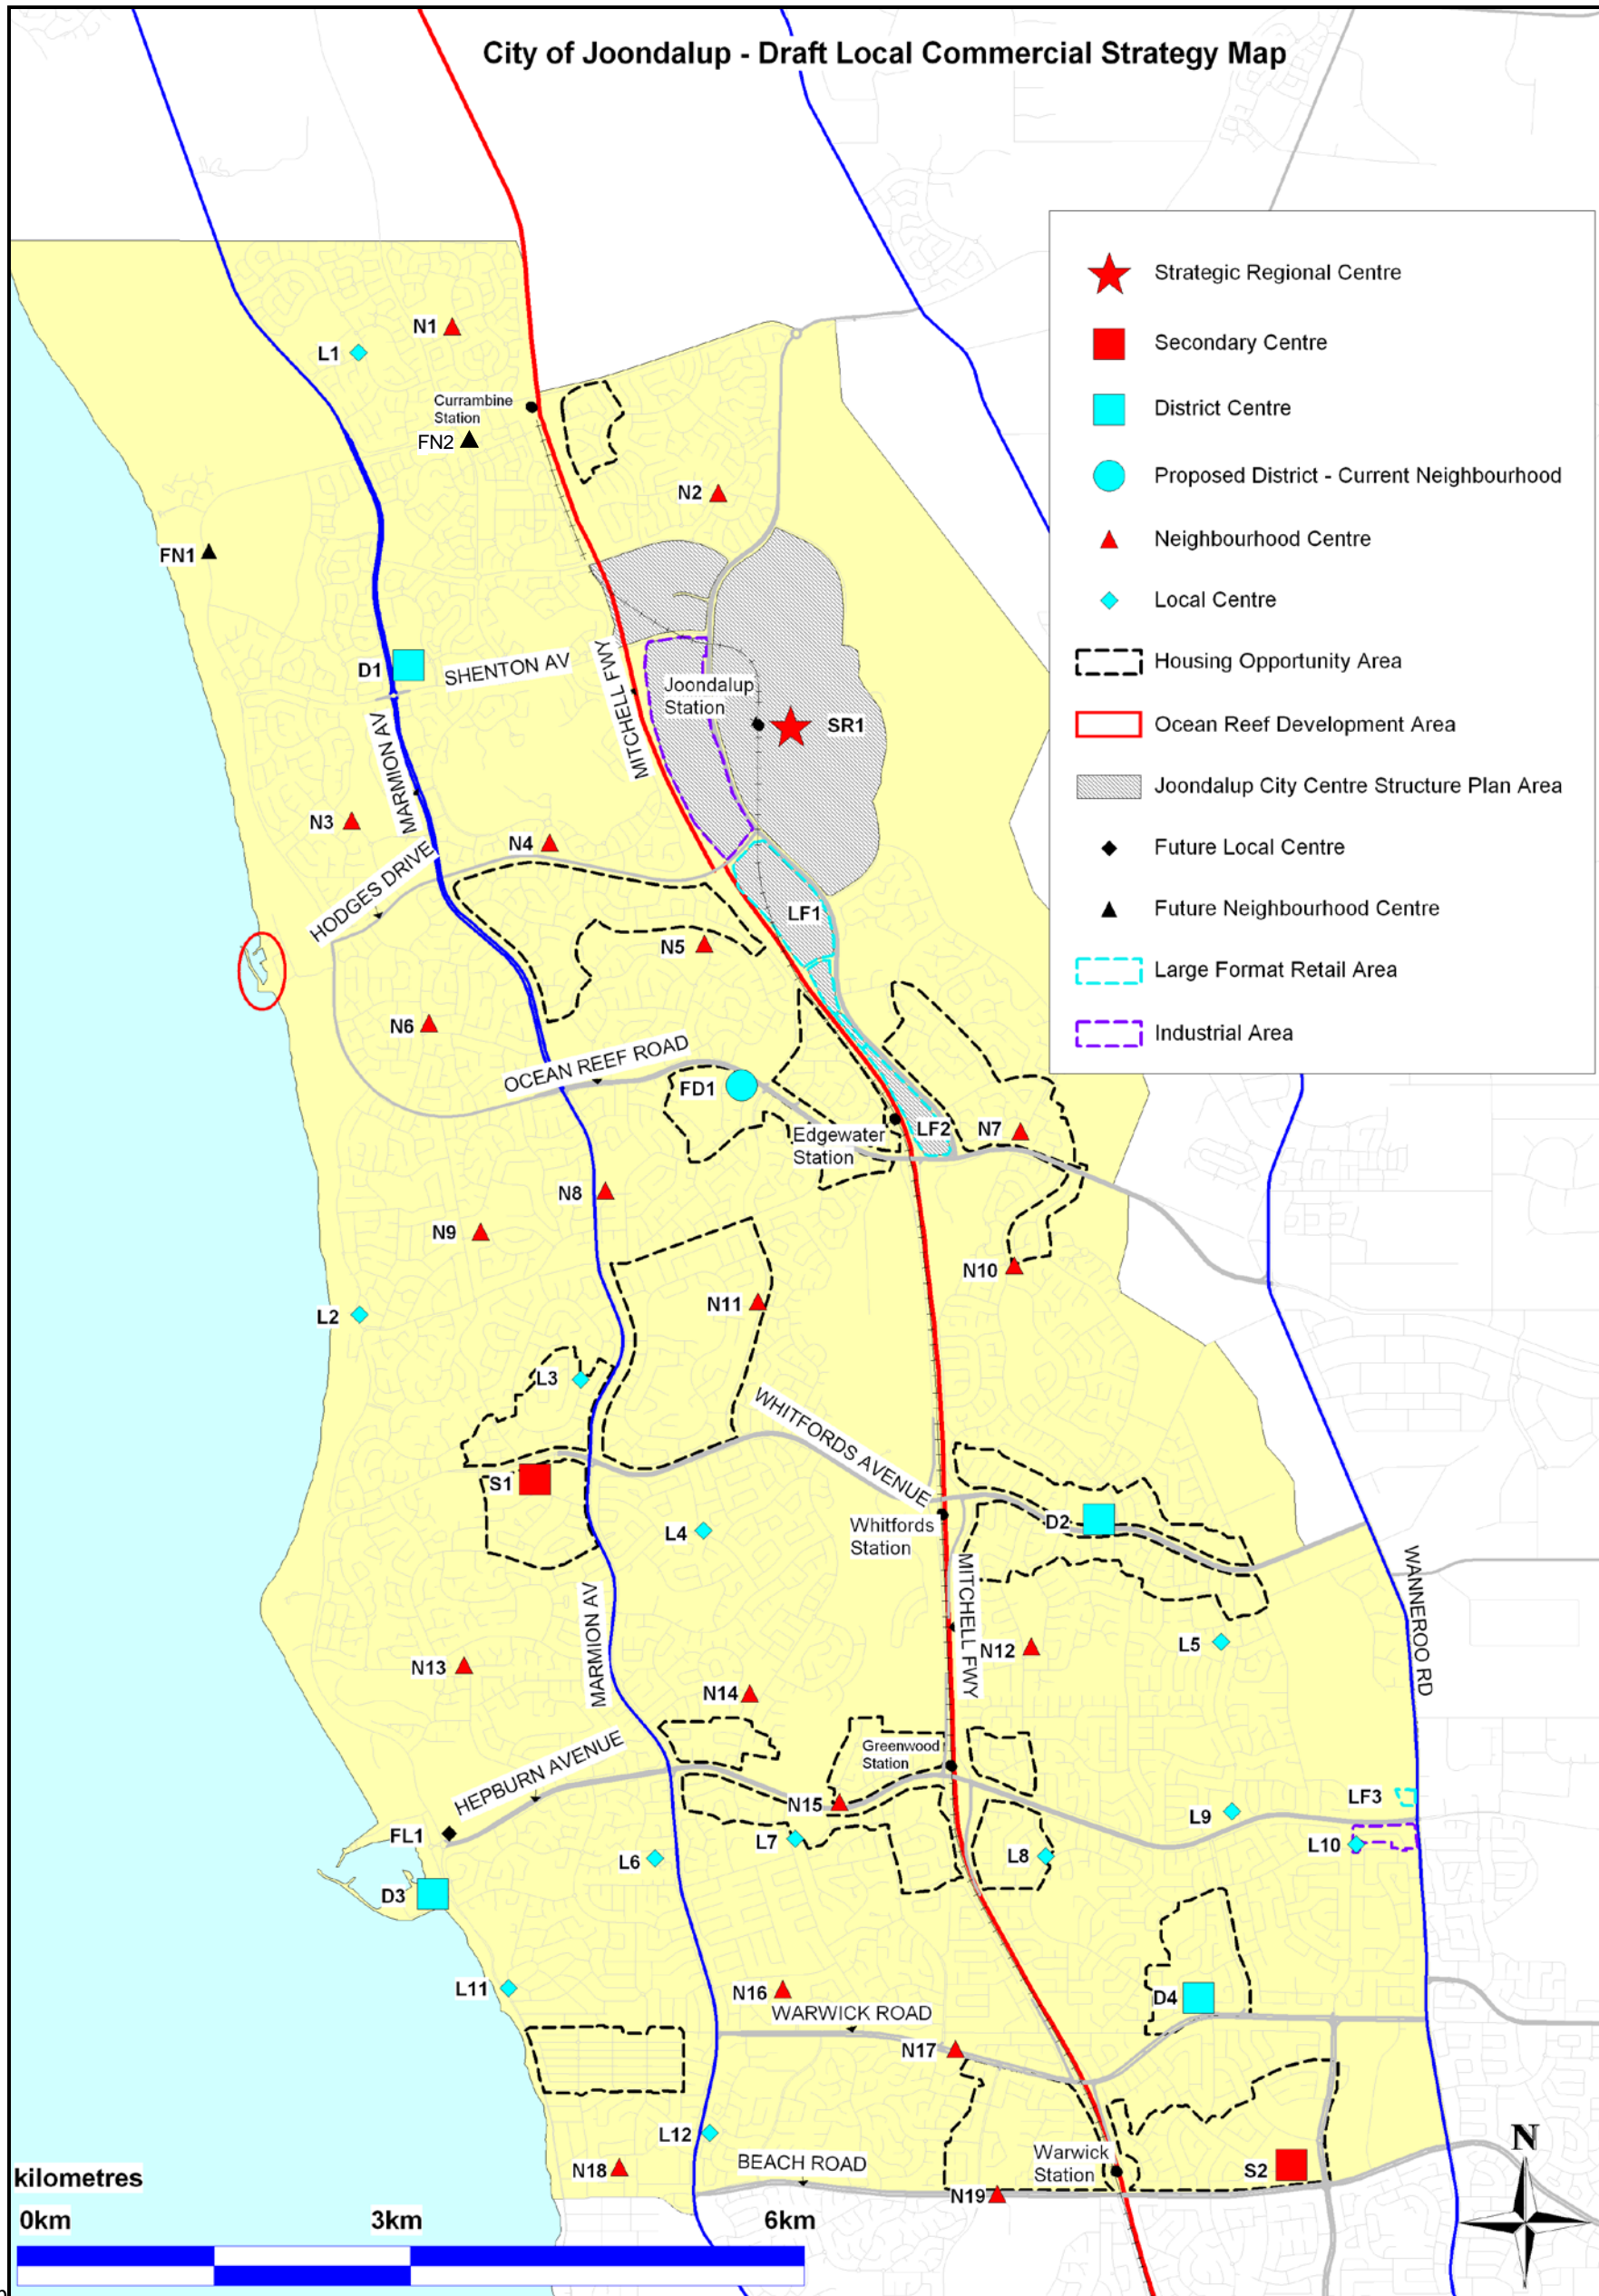 City of Joondalup - Draft Local Commercial Strategy Map
Strategic Regional Centre
Secondary Centre
District Centre
Proposed District - Current Neighbourhood
Neighbourhood Centre
Local Centre
Housing Opportunity Area
Ocean Reef Development Area
Joondalup City Centre Structure Plan Area
Future Local Centre
Future Neighbourhood Centre
Large Format Retail Area
Industrial Area
N1
L1
Currambine
Station
FN2
N2
FN1
D1
SHENTON AV
MITCHELL FWY
Joondalup
Station
SR1
MARMION AV
N3
N4
HODGES DRIVE
LF1
N5
N6
OCEAN REEF ROAD
FD1
Edgewater
Station
LF2
N7
N8
N9
N10
N11
L2
L3
WHITFORDS AVENUE
S1
L4
Whitfords
Station
D2
MITCHELL FWY
WANNEROO RD
MARMION AV
N12
L5
N13
N14
Greenwood
Station
HEPBURN AVENUE
N15
LF3
L9
L10
FL1
L7
L6
L8
D3
L11
N16
WARWICK ROAD
D4
N17
L12
BEACH ROAD
N18
Warwick
Station
S2
N19
N
kilometres
0km
3km
6km